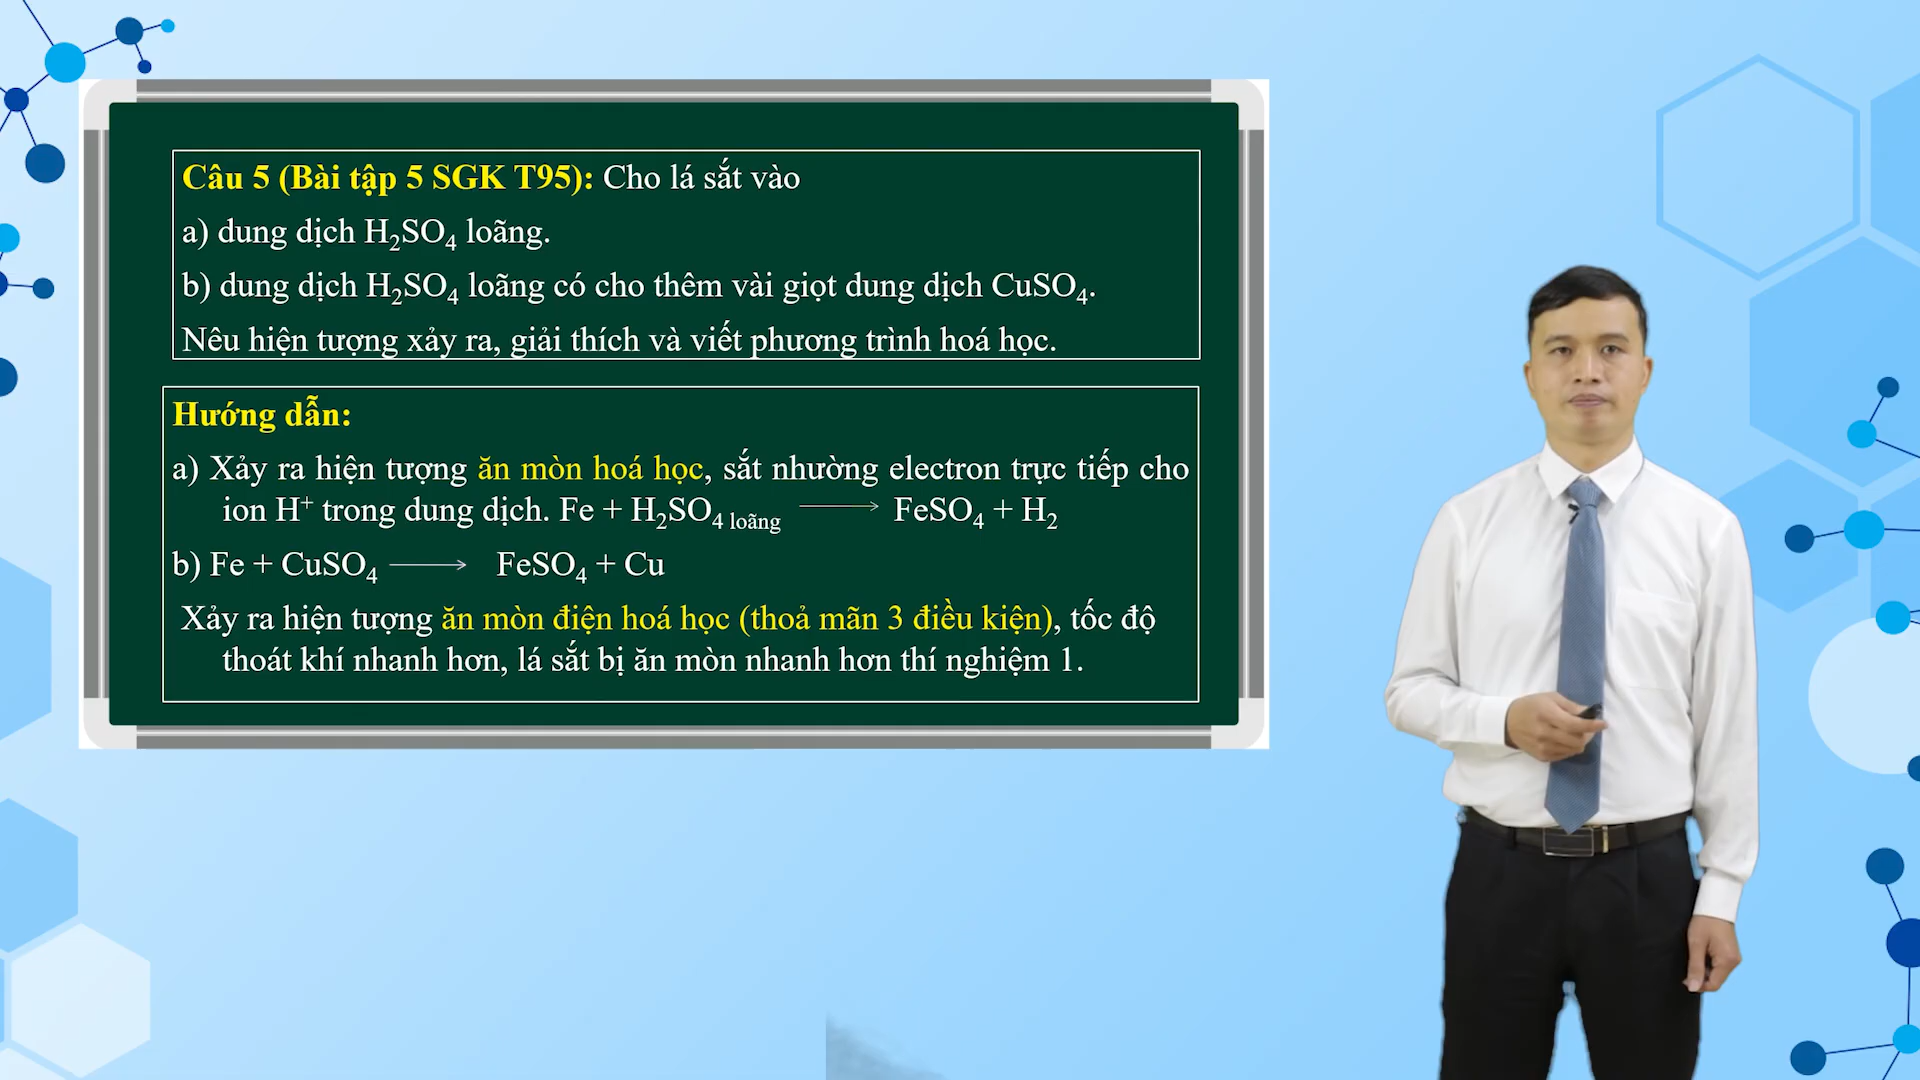 Câu 5 (Bài tập 5 SGK T95): Cho lá sắt vào
a) dung dịch H₂SO₄ loãng.
b) dung dịch H₂SO₄ loãng có cho thêm vài giọt dung dịch CuSO₄.
Nêu hiện tượng xảy ra, giải thích và viết phương trình hoá học.
Hướng dẫn:
a) Xảy ra hiện tượng ăn mòn hoá học, sắt nhường electron trực tiếp cho
ion H⁺ trong dung dịch. Fe + H₂SO₄ loãng ⟶ FeSO₄ + H₂
b) Fe + CuSO₄ ⟶ FeSO₄ + Cu
Xảy ra hiện tượng ăn mòn điện hoá học (thoả mãn 3 điều kiện), tốc độ
thoát khí nhanh hơn, lá sắt bị ăn mòn nhanh hơn thí nghiệm 1.